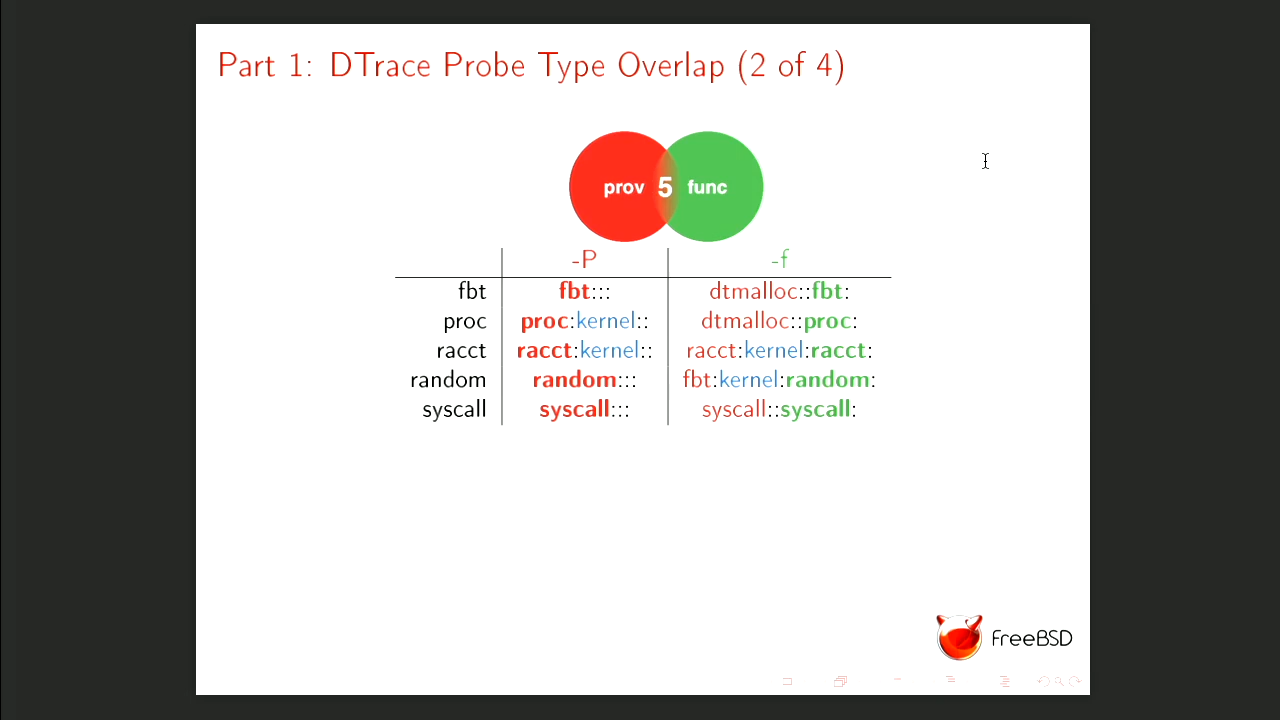 Part 1: DTrace Probe Type Overlap (2 of 4)
prov 5 func
-P -f
fbt fbt::: dtmalloc::fbt:
proc proc:kernel:: dtmalloc::proc:
racct racct:kernel:: racct:kernel:racct:
random random::: fbt:kernel:random:
syscall syscall::: syscall::syscall:
FreeBSD